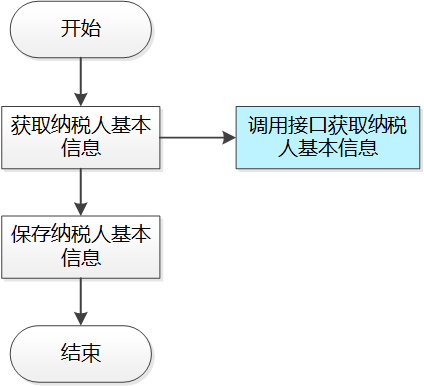 开始
获取纳税人基本
信息
调用接口获取纳税
人基本信息
保存纳税人基本
信息
结束